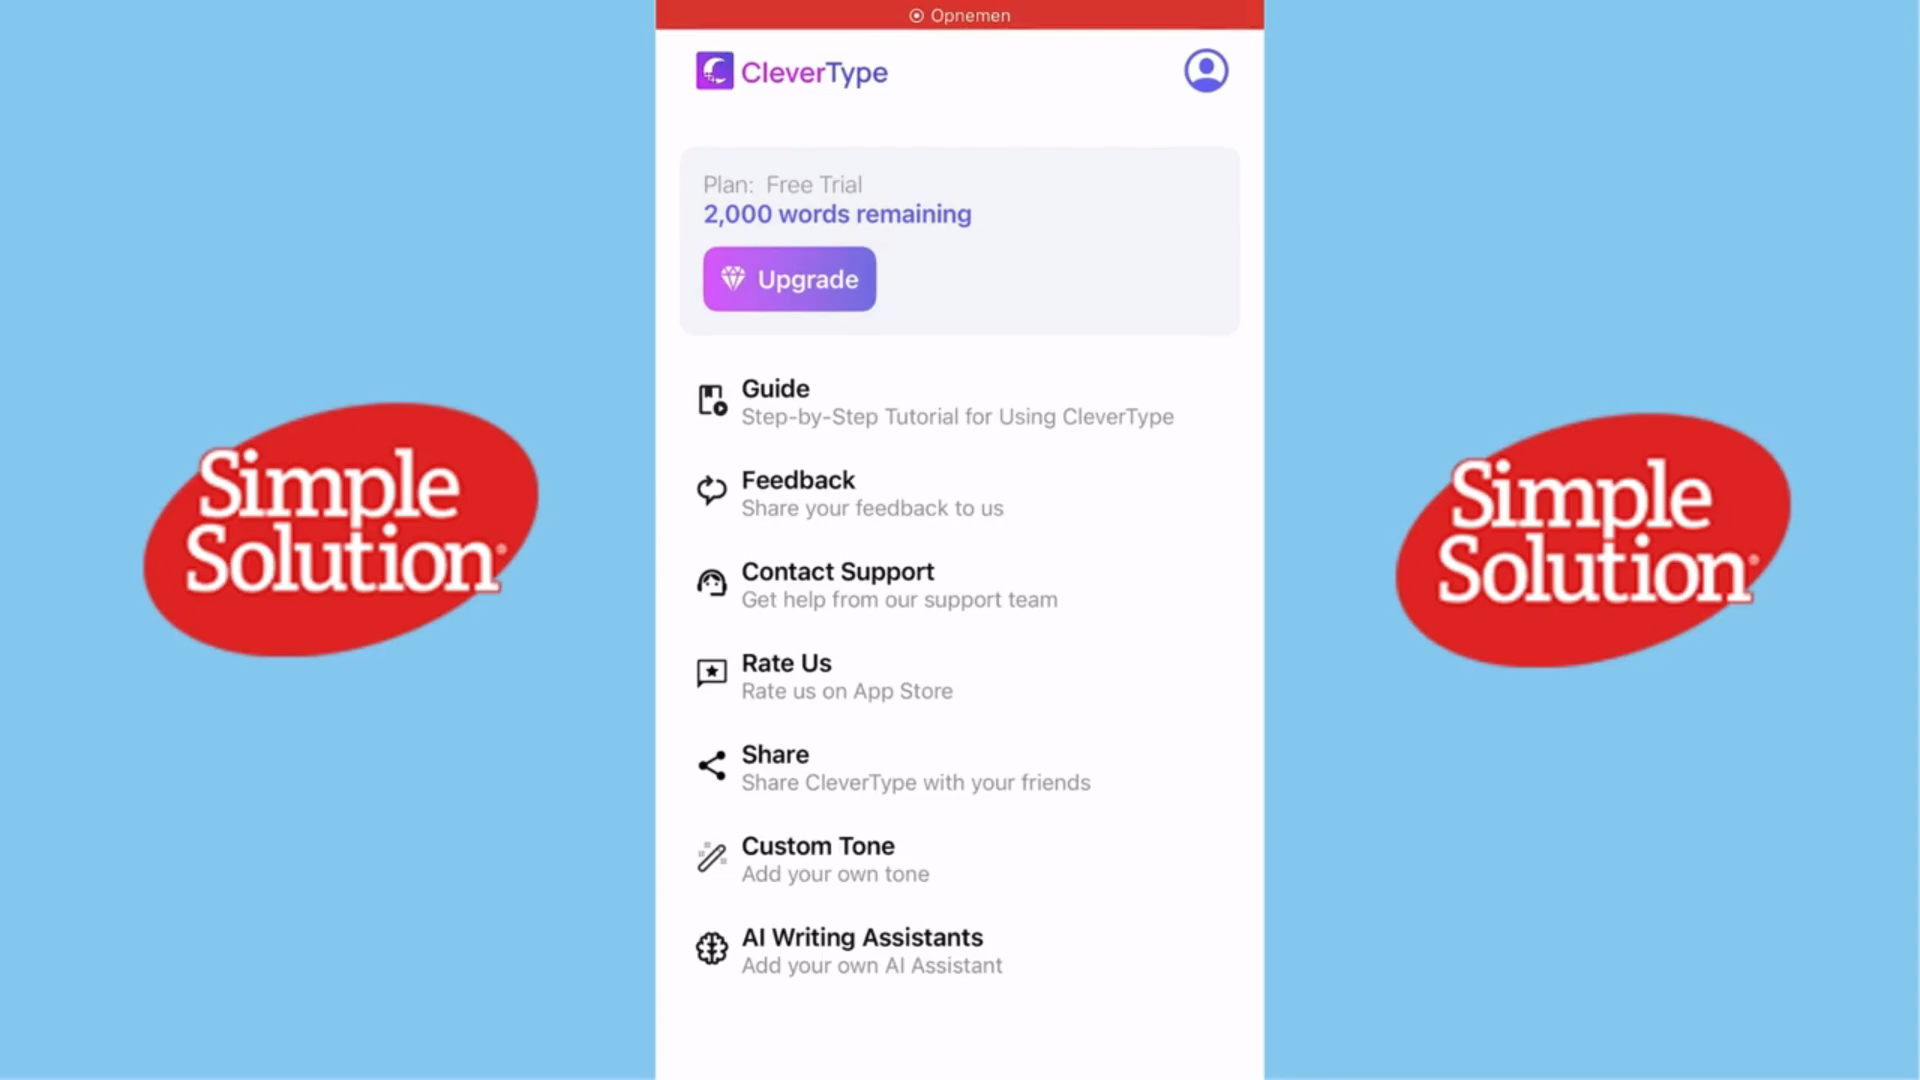 Opnemen
CleverType
Plan: Free Trial
2,000 words remaining
Upgrade
Guide
Step-by-Step Tutorial for Using CleverType
Feedback
Share your feedback to us
Contact Support
Get help from our support team
Rate Us
Rate us on App Store
Share
Share CleverType with your friends
Custom Tone
Add your own tone
AI Writing Assistants
Add your own AI Assistant
Simple
Solution
Simple
Solution